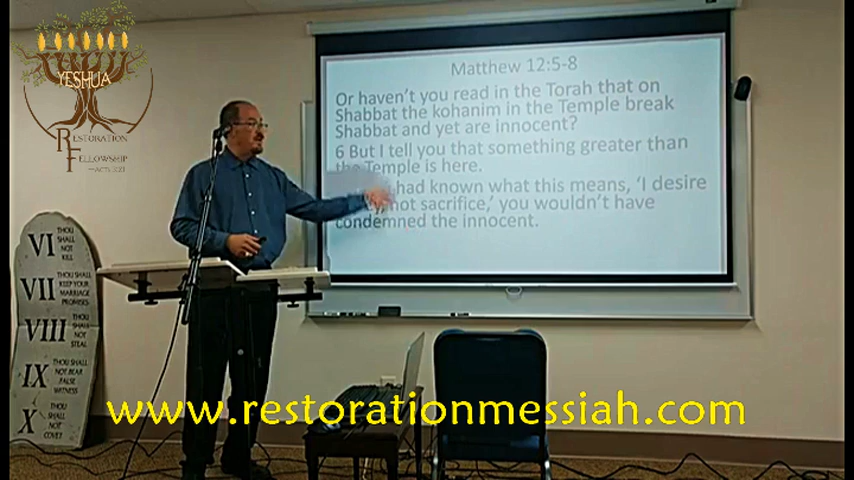 YESHUA
RESTORATION
FELLOWSHIP
Matthew 12:5-8
Or haven't you read in the Torah that on
Shabbat the kohanim in the Temple break
Shabbat and yet are innocent?
6 But I tell you that something greater than
the Temple is here.
had known what this means, 'I desire
not sacrifice,' you wouldn't have
condemned the innocent.
VI THOU
SHALL
NOT
KILL
VII THOU SHALL
KEEP YOUR
MARRIAGE
PROMISES
VIII THOU
SHALL
NOT
STEAL
IX THOU SHALL
NOT BEAR
FALSE
WITNESS
X THOU
SHALL
NOT
COVET
www.restorationmessiah.com